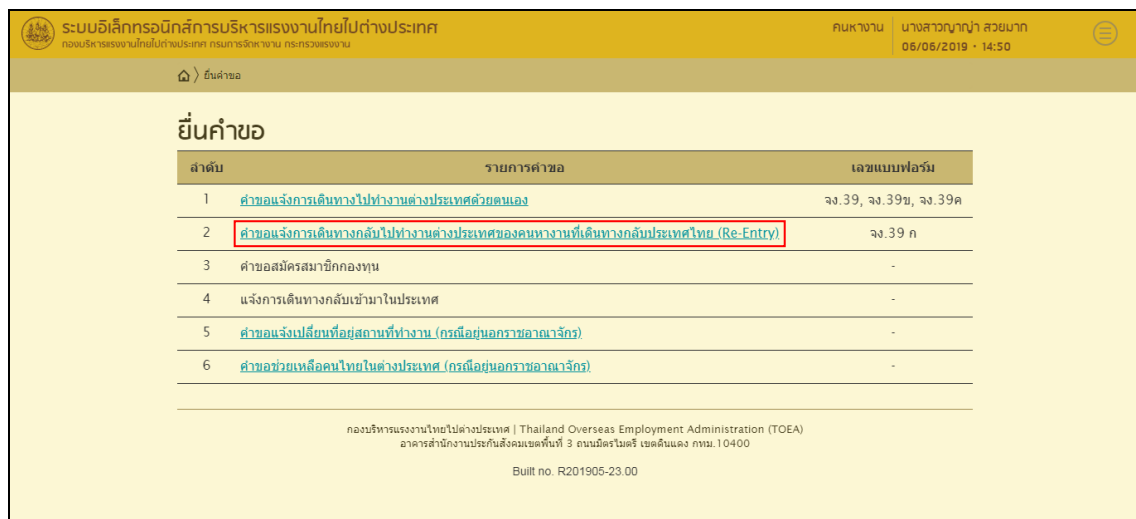 ระบบอิเล็กทรอนิกส์การบริหารแรงงานไทยไปต่างประเทศ
กองบริหารแรงงานไทยไปต่างประเทศ กรมการจัดหางาน กระทรวงแรงงาน
คนหางาน นางสาวญาญ่า สวยมาก
06/06/2019 • 14:50
ยื่นคำขอ
ยื่นคำขอ
ลำดับ รายการคำขอ เลขแบบฟอร์ม
1 คำขอแจ้งการเดินทางไปทำงานต่างประเทศด้วยตนเอง จง.39, จง.39ข, จง.39ค
2 คำขอแจ้งการเดินทางกลับไปทำงานต่างประเทศของคนหางานที่เดินทางกลับประเทศไทย (Re-Entry) จง.39 ก
3 คำขอสมัครสมาชิกกองทุน -
4 แจ้งการเดินทางกลับเข้ามาในประเทศ -
5 คำขอแจ้งเปลี่ยนที่อยู่สถานที่ทำงาน (กรณีอยู่นอกราชอาณาจักร) -
6 คำขอช่วยเหลือคนไทยในต่างประเทศ (กรณีอยู่นอกราชอาณาจักร) -
กองบริหารแรงงานไทยไปต่างประเทศ | Thailand Overseas Employment Administration (TOEA)
อาคารสำนักงานประกันสังคมเขตพื้นที่ 3 ถนนมิตรไมตรี เขตดินแดง กทม.10400
Built no. R201905-23.00